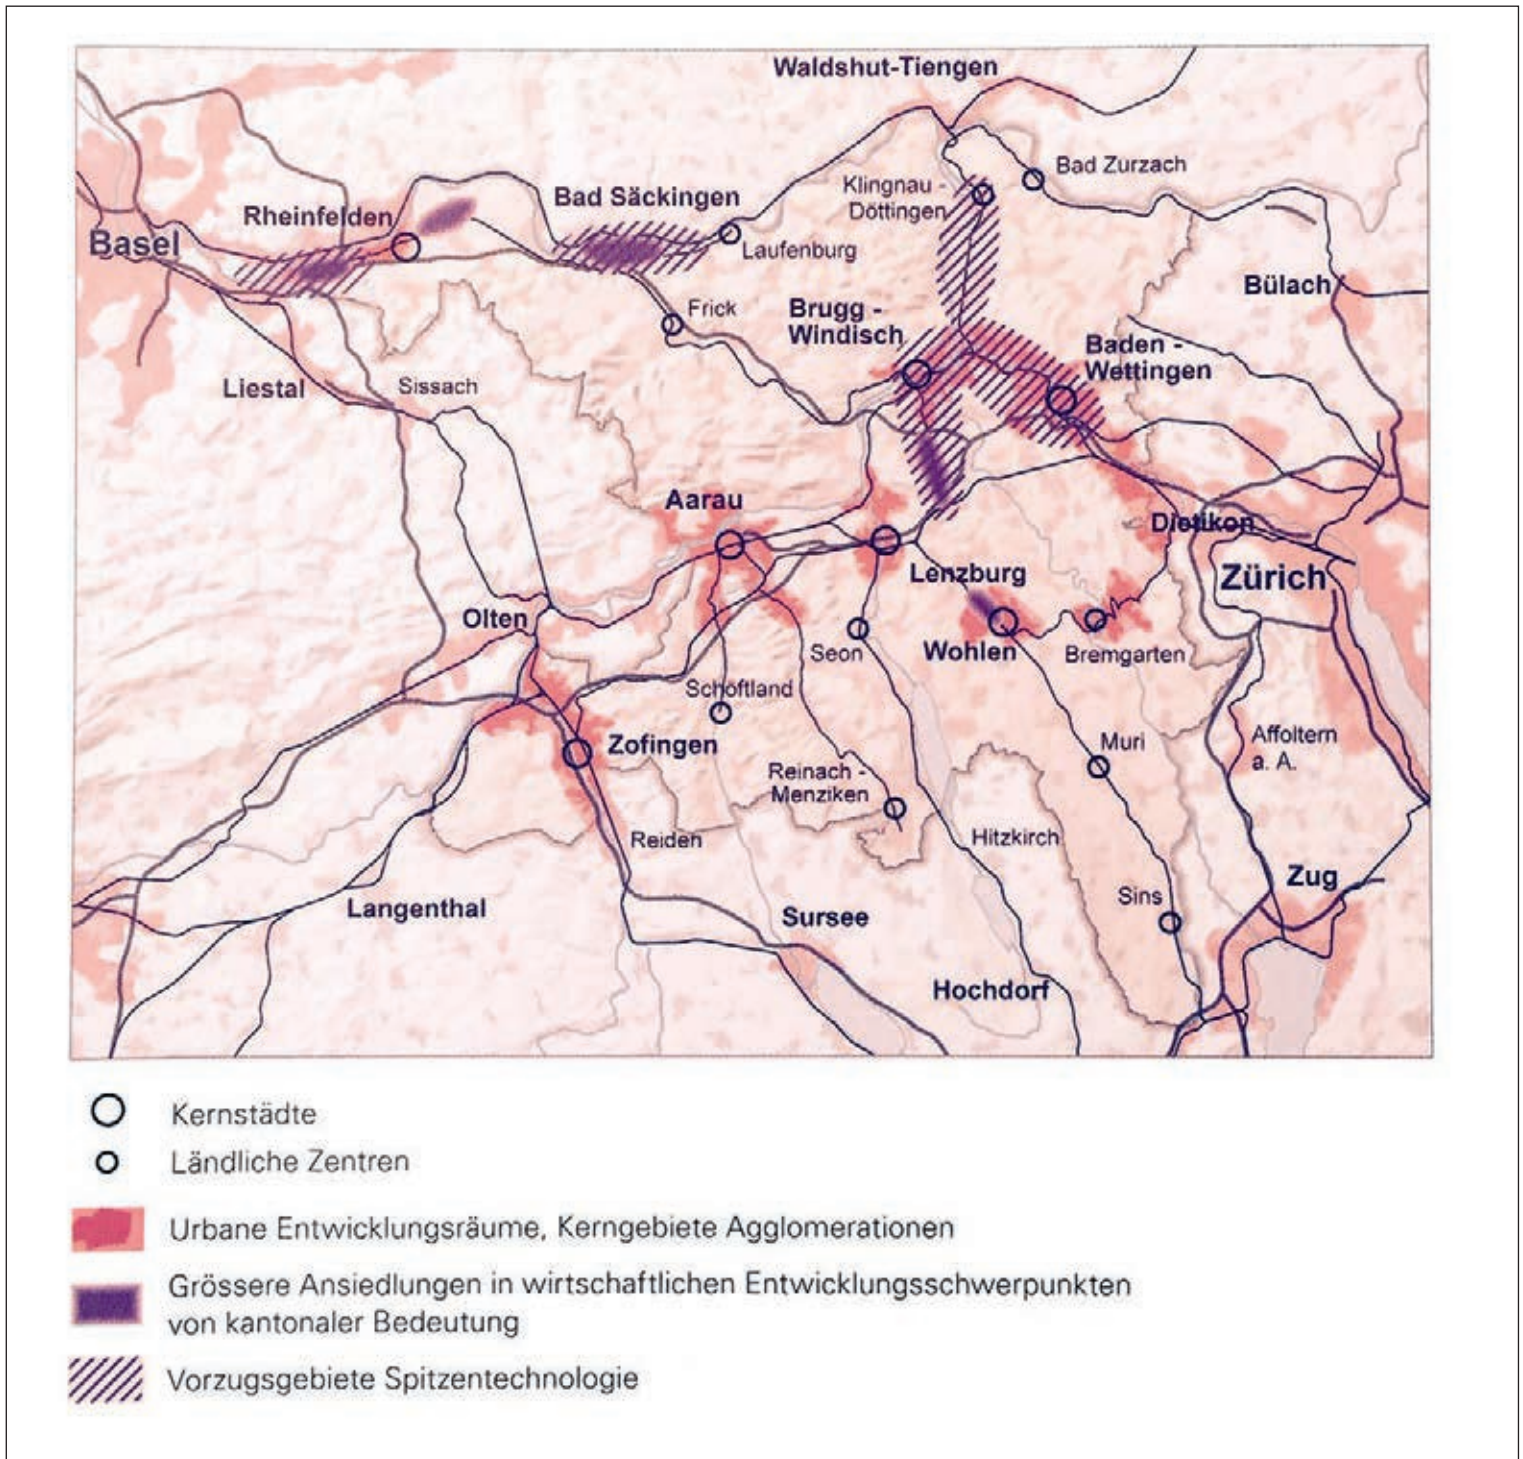 Waldshut-Tiengen
Bad Zurzach
Klingnau -
Döttingen
Bad Säckingen
Rheinfelden
Basel
Laufenburg
Bülach
Frick
Brugg -
Windisch
Baden -
Wettingen
Liestal
Sissach
Aarau
Dietikon
Lenzburg
Zürich
Olten
Seon
Wohlen
Bremgarten
Schöftland
Zofingen
Muri
Affoltern
a. A.
Reinach -
Menziken
Reiden
Hitzkirch
Zug
Sins
Langenthal
Sursee
Hochdorf
Kernstädte
Ländliche Zentren
Urbane Entwicklungsräume, Kerngebiete Agglomerationen
Grössere Ansiedlungen in wirtschaftlichen Entwicklungsschwerpunkten
von kantonaler Bedeutung
Vorzugsgebiete Spitzentechnologie